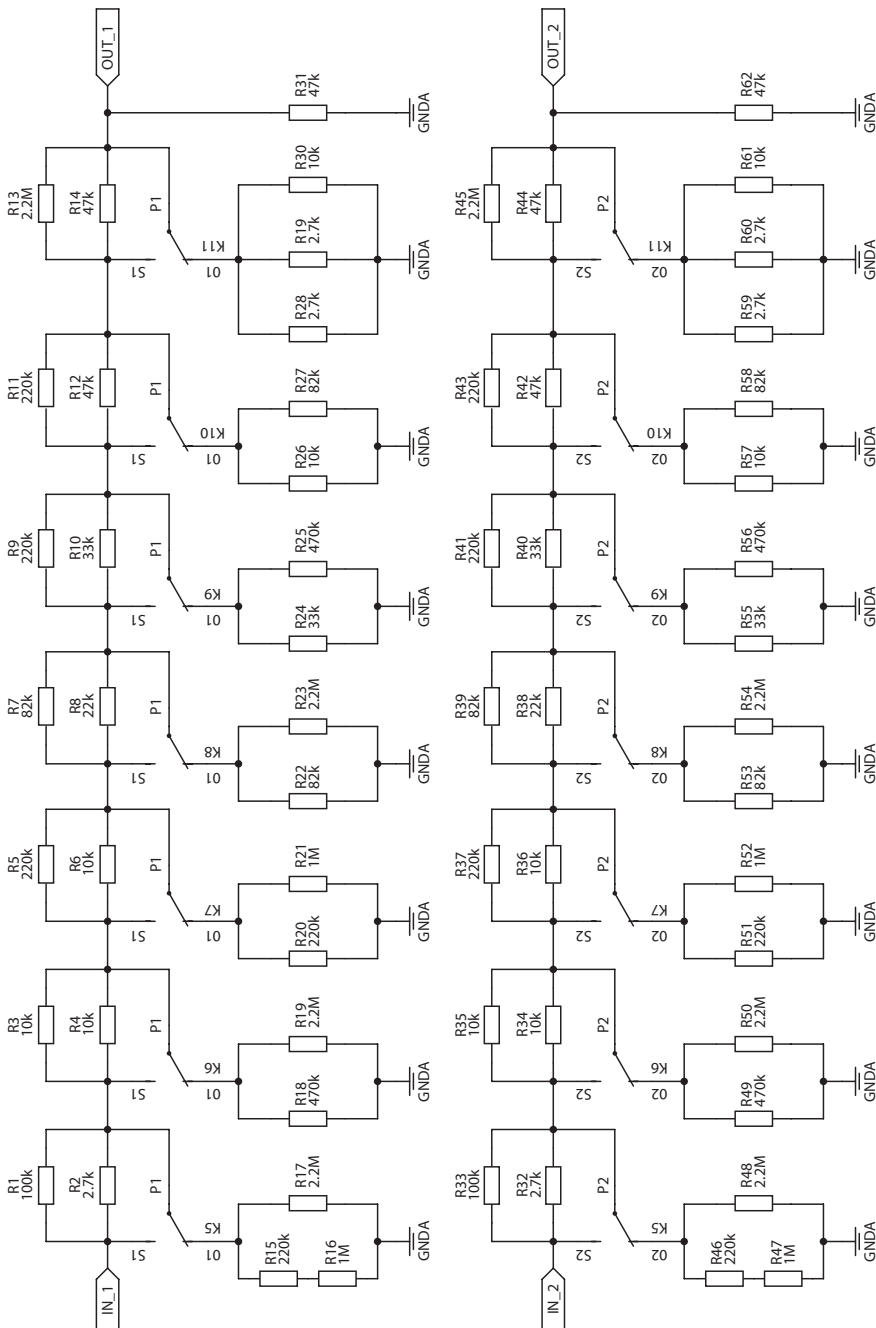 OUT_1
R31
47k
GNDA
R13
2.2M
R14
47k
P1
S1
K11
01
R30
10k
R19
2.7k
R28
2.7k
GNDA
R11
220k
R12
47k
P1
S1
K10
01
R27
82k
R26
10k
GNDA
R9
220k
R10
33k
P1
S1
K9
01
R25
470k
R24
33k
GNDA
R7
82k
R8
22k
P1
S1
K8
01
R23
2.2M
R22
82k
GNDA
R5
220k
R6
10k
P1
S1
K7
01
R21
1M
R20
220k
GNDA
R3
10k
R4
10k
P1
S1
K6
01
R19
2.2M
R18
470k
GNDA
R1
100k
R2
2.7k
P1
S1
K5
01
R17
2.2M
R15
220k
R16
1M
GNDA
IN_1
OUT_2
R62
47k
GNDA
R45
2.2M
R44
47k
P2
S2
K11
02
R61
10k
R60
2.7k
R59
2.7k
GNDA
R43
220k
R42
47k
P2
S2
K10
02
R58
82k
R57
10k
GNDA
R41
220k
R40
33k
P2
S2
K9
02
R56
470k
R55
33k
GNDA
R39
82k
R38
22k
P2
S2
K8
02
R54
2.2M
R53
82k
GNDA
R37
220k
R36
10k
P2
S2
K7
02
R52
1M
R51
220k
GNDA
R35
10k
R34
10k
P2
S2
K6
02
R50
2.2M
R49
470k
GNDA
R33
100k
R32
2.7k
P2
S2
K5
02
R48
2.2M
R46
220k
R47
1M
GNDA
IN_2